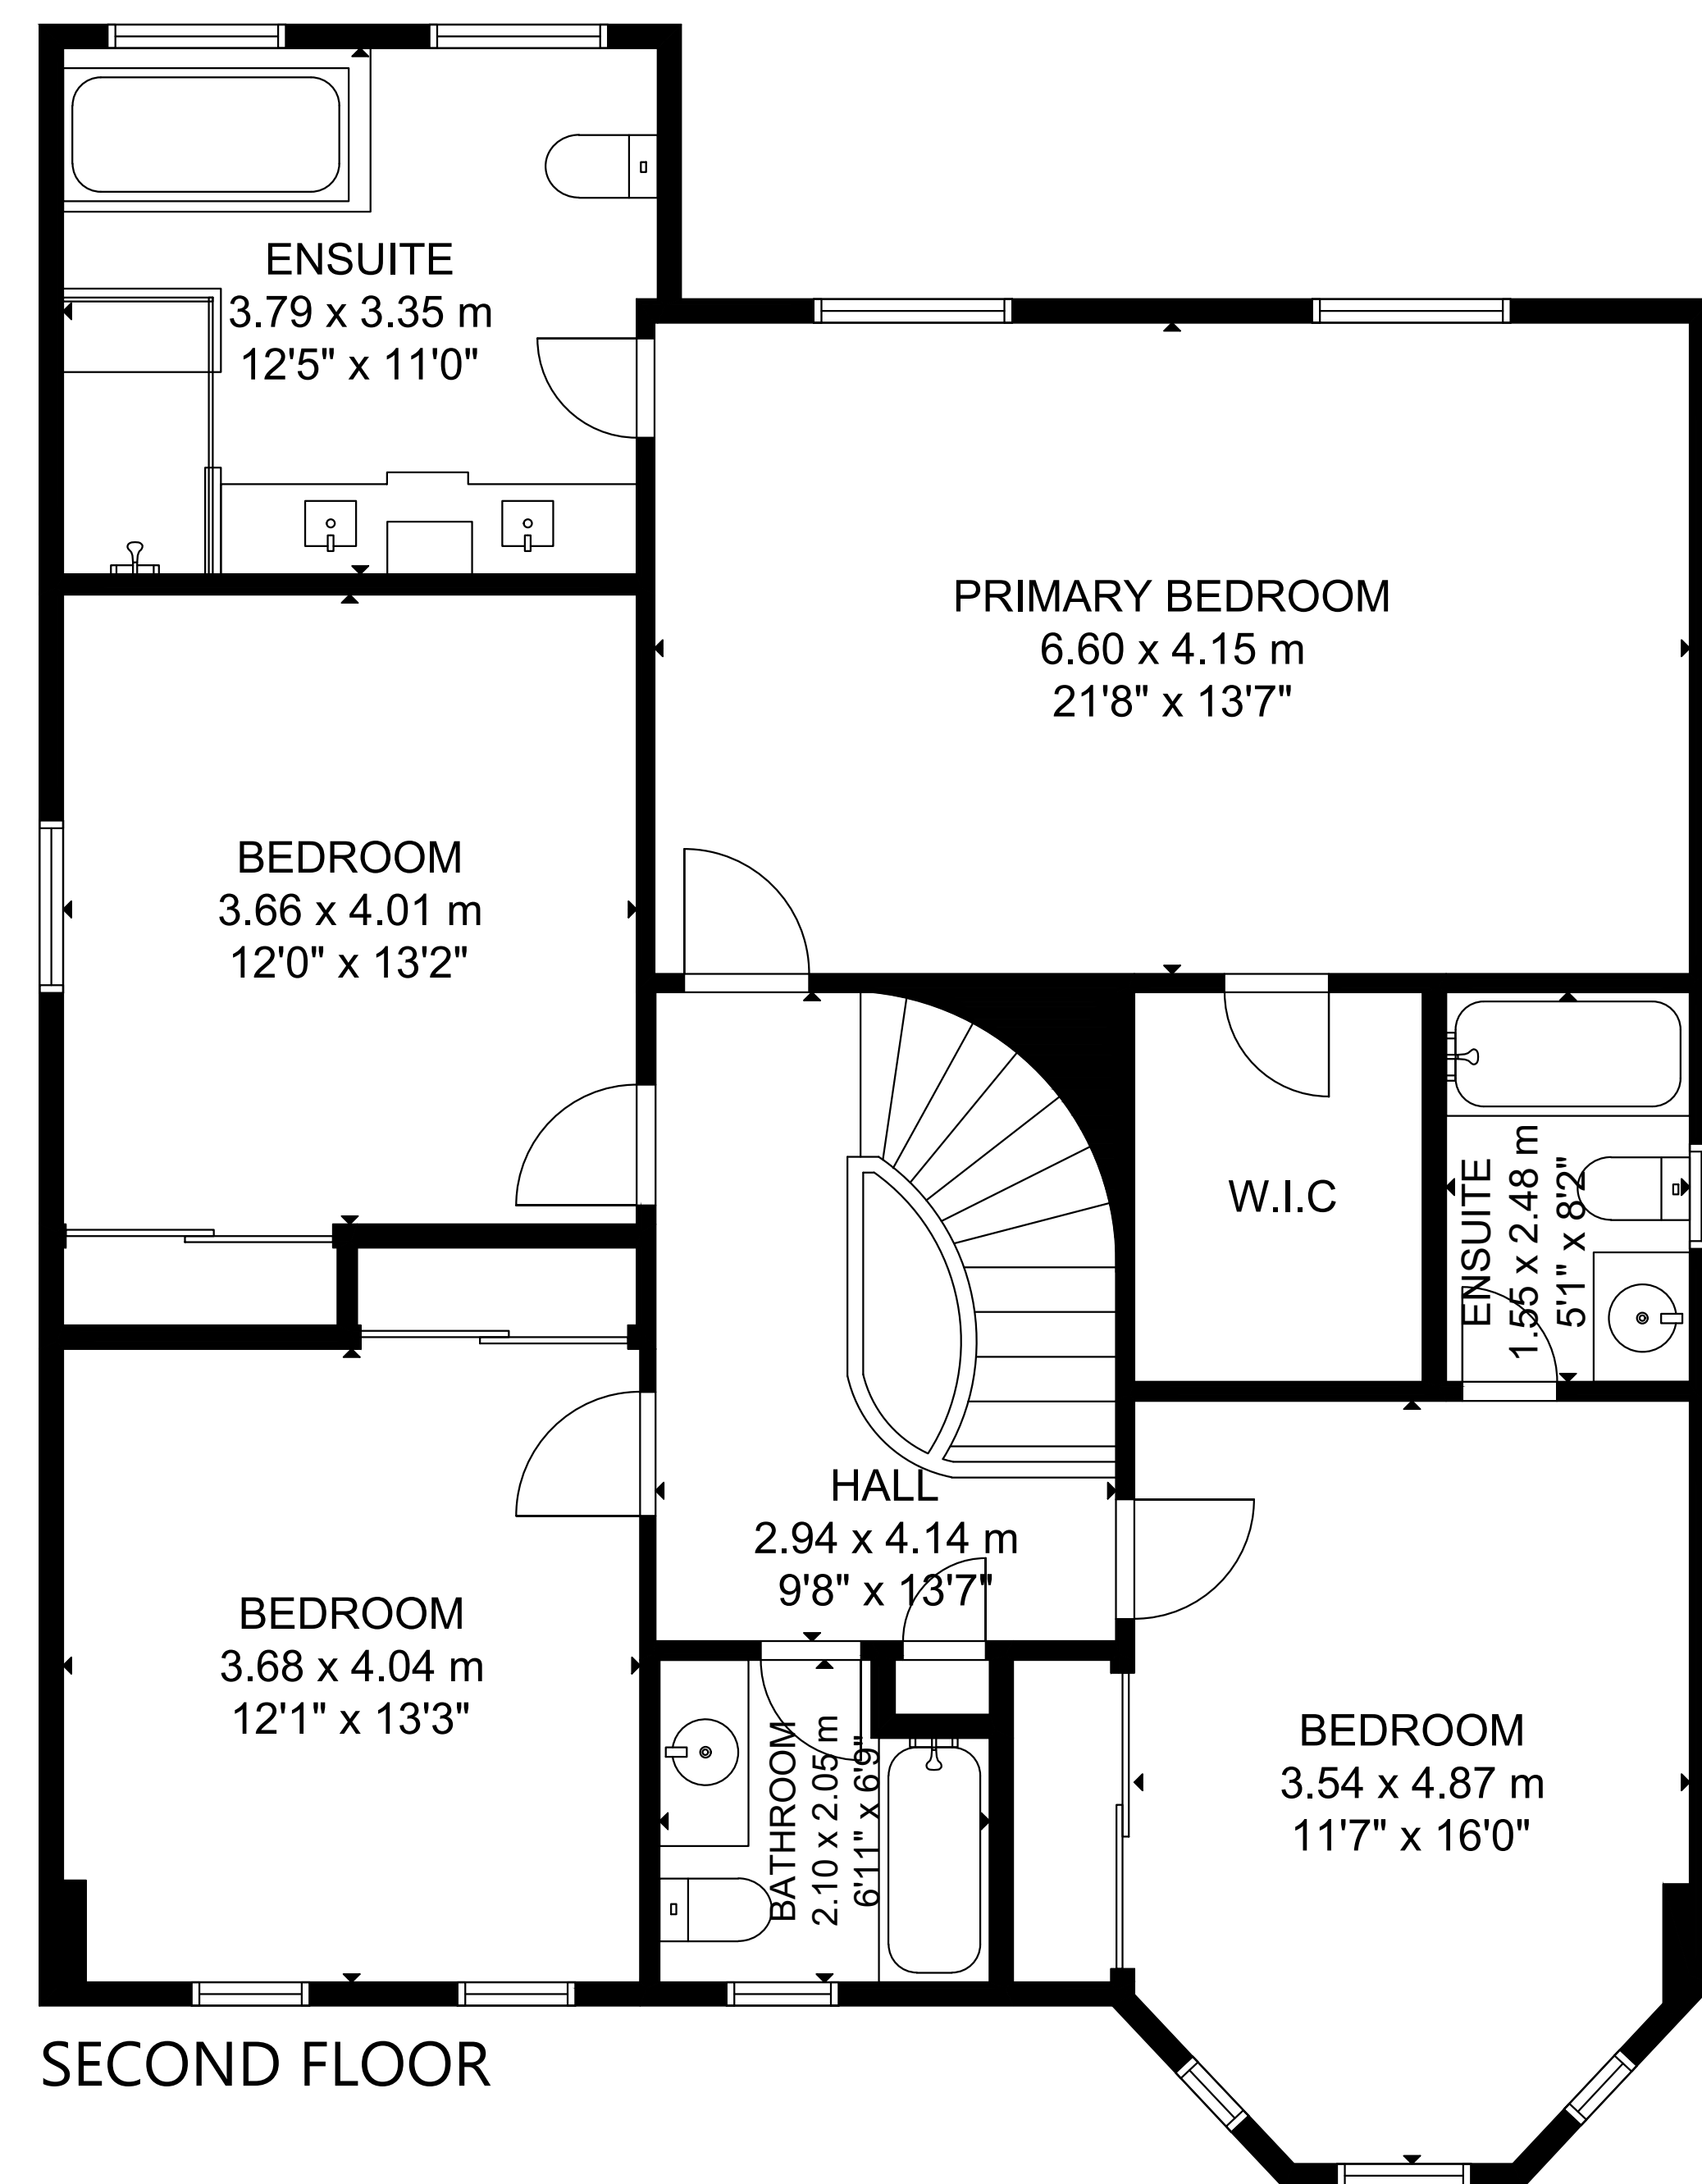 ENSUITE
3.79 x 3.35 m
12'5" x 11'0"
PRIMARY BEDROOM
6.60 x 4.15 m
21'8" x 13'7"
BEDROOM
3.66 x 4.01 m
12'0" x 13'2"
W.I.C
ENSUITE
1.55 x 2.48 m
5'1" x 8'2"
HALL
2.94 x 4.14 m
9'8" x 13'7"
BEDROOM
3.68 x 4.04 m
12'1" x 13'3"
BATHROOM
2.10 x 2.05 m
6'11" x 6'9"
BEDROOM
3.54 x 4.87 m
11'7" x 16'0"
SECOND FLOOR